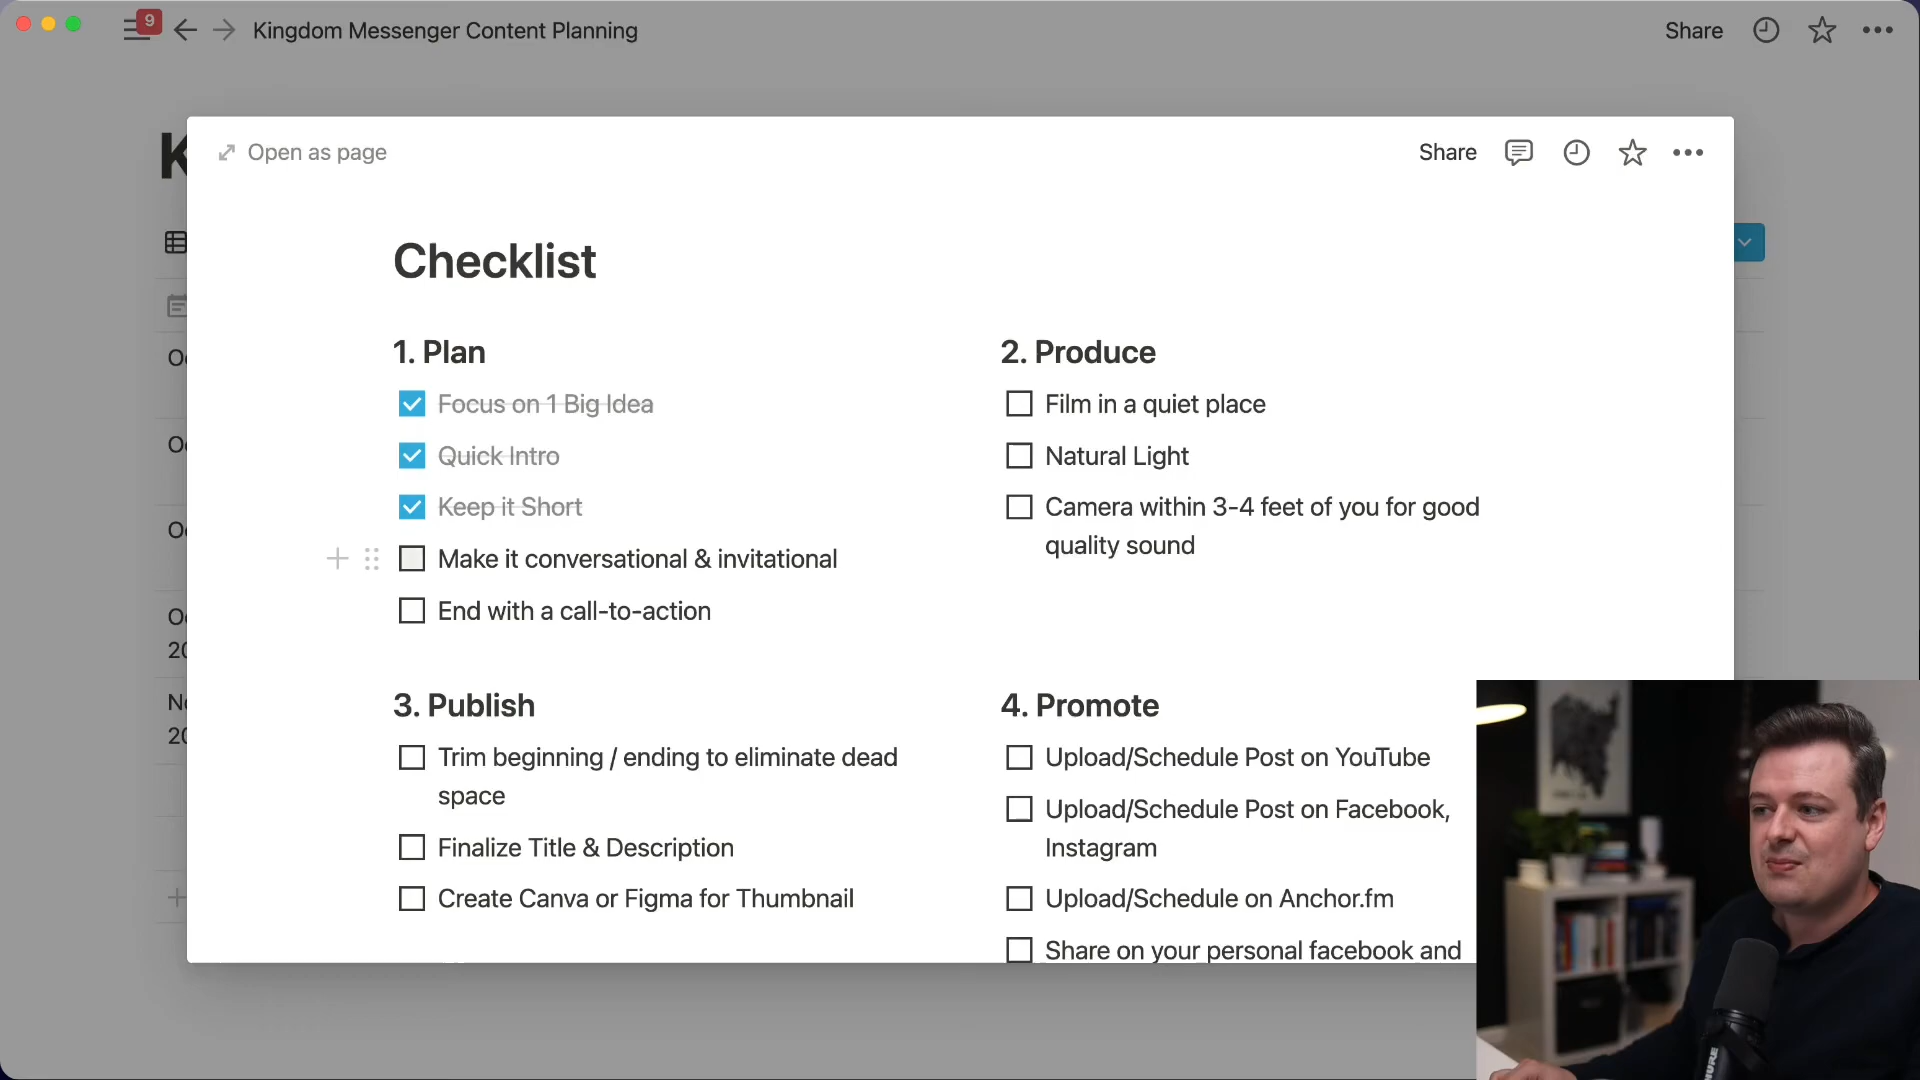 9
Kingdom Messenger Content Planning
Share
K
Open as page
Share
Checklist
1. Plan
Focus on 1 Big Idea
Quick Intro
Keep it Short
Make it conversational & invitational
End with a call-to-action
2. Produce
Film in a quiet place
Natural Light
Camera within 3-4 feet of you for good
quality sound
3. Publish
Trim beginning / ending to eliminate dead
space
Finalize Title & Description
Create Canva or Figma for Thumbnail
4. Promote
Upload/Schedule Post on YouTube
Upload/Schedule Post on Facebook,
Instagram
Upload/Schedule on Anchor.fm
Share on your personal facebook and